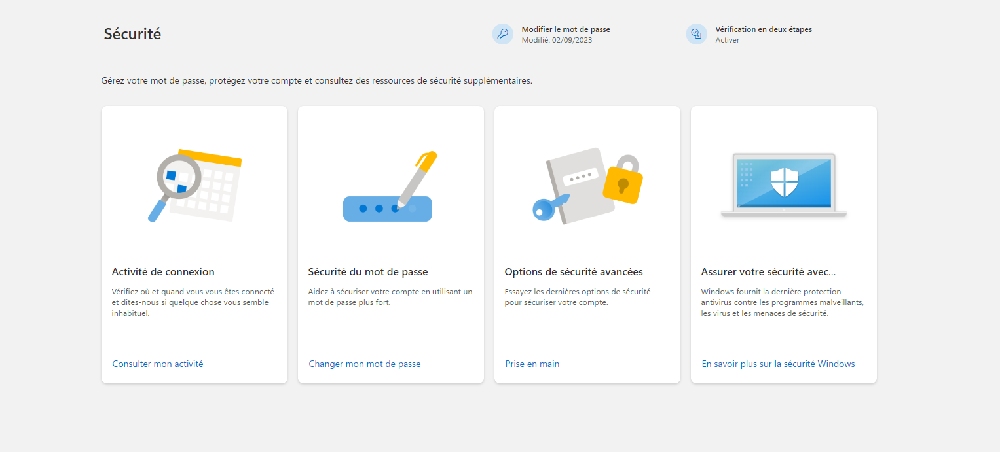 Sécurité
Modifier le mot de passe
Modifié: 02/09/2023
Vérification en deux étapes
Activer
Gérez votre mot de passe, protégez votre compte et consultez des ressources de sécurité supplémentaires.
Activité de connexion
Vérifiez où et quand vous vous êtes connecté
et dites-nous si quelque chose vous semble
inhabituel.
Consulter mon activité
Sécurité du mot de passe
Aidez à sécuriser votre compte en utilisant un
mot de passe plus fort.
Changer mon mot de passe
Options de sécurité avancées
Essayez les dernières options de sécurité
pour sécuriser votre compte.
Prise en main
Assurer votre sécurité avec...
Windows fournit la dernière protection
antivirus contre les programmes malveillants,
les virus et les menaces de sécurité.
En savoir plus sur la sécurité Windows